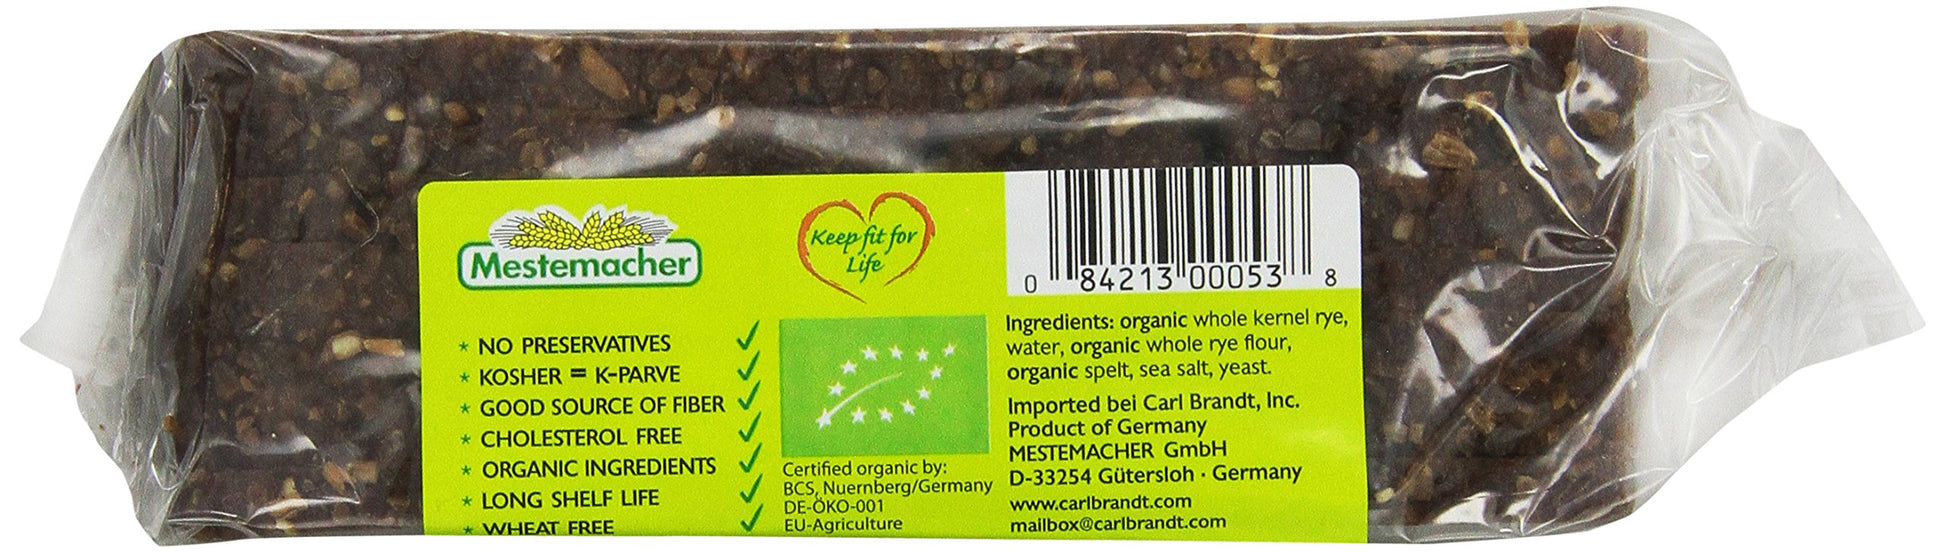 Mestemacher
Keep fit for
Life
* NO PRESERVATIVES ✓
* KOSHER = K-PARVE ✓
* GOOD SOURCE OF FIBER ✓
* CHOLESTEROL FREE ✓
* ORGANIC INGREDIENTS ✓
* LONG SHELF LIFE ✓
* WHEAT FREE ✓
Certified organic by:
BCS, Nuernberg/Germany
DE-ÖKO-001
EU-Agriculture
0 84213 00053 8
Ingredients: organic whole kernel rye,
water, organic whole rye flour,
organic spelt, sea salt, yeast.
Imported bei Carl Brandt, Inc.
Product of Germany
MESTEMACHER GmbH
D-33254 Gütersloh · Germany
www.carlbrandt.com
mailbox@carlbrandt.com